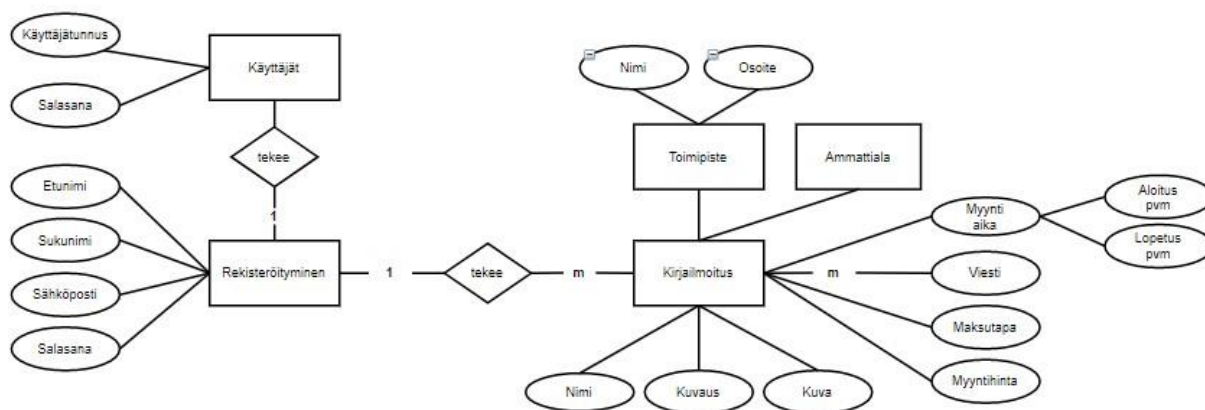 Käyttäjätunnus
Käyttäjät
Salasana
tekee
Nimi
Osoite
Toimipiste
Ammattiala
Etunimi
Sukunimi
Sähköposti
Salasana
1
Rekisteröityminen
1
tekee
m
Kirjailmoitus
m
Myynti
aika
Aloitus
pvm
Lopetus
pvm
Viesti
Maksutapa
Myyntihinta
Nimi
Kuvaus
Kuva